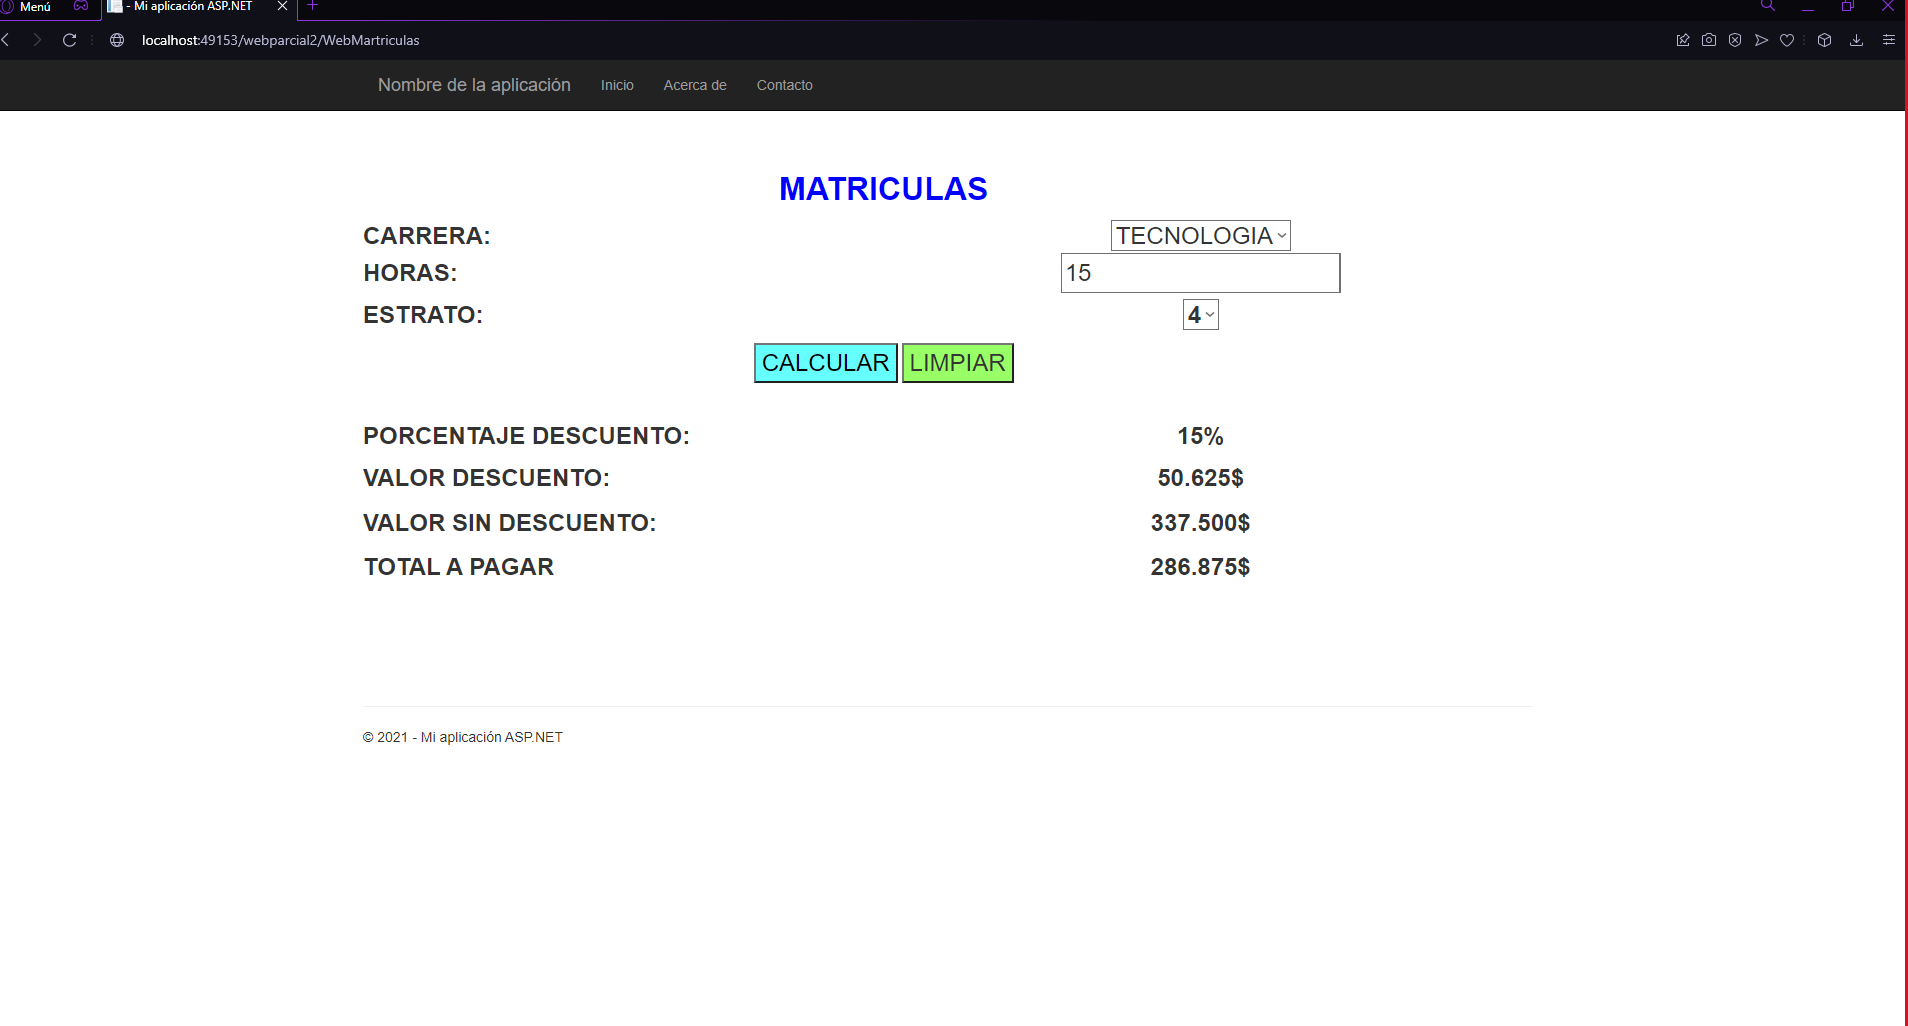 Menú
- Mi aplicación ASP.NET
localhost:49153/webparcial2/WebMartriculas
Nombre de la aplicación Inicio Acerca de Contacto
MATRICULAS
CARRERA: TECNOLOGIA
HORAS: 15
ESTRATO: 4
CALCULAR LIMPIAR
PORCENTAJE DESCUENTO: 15%
VALOR DESCUENTO: 50.625$
VALOR SIN DESCUENTO: 337.500$
TOTAL A PAGAR 286.875$
© 2021 - Mi aplicación ASP.NET